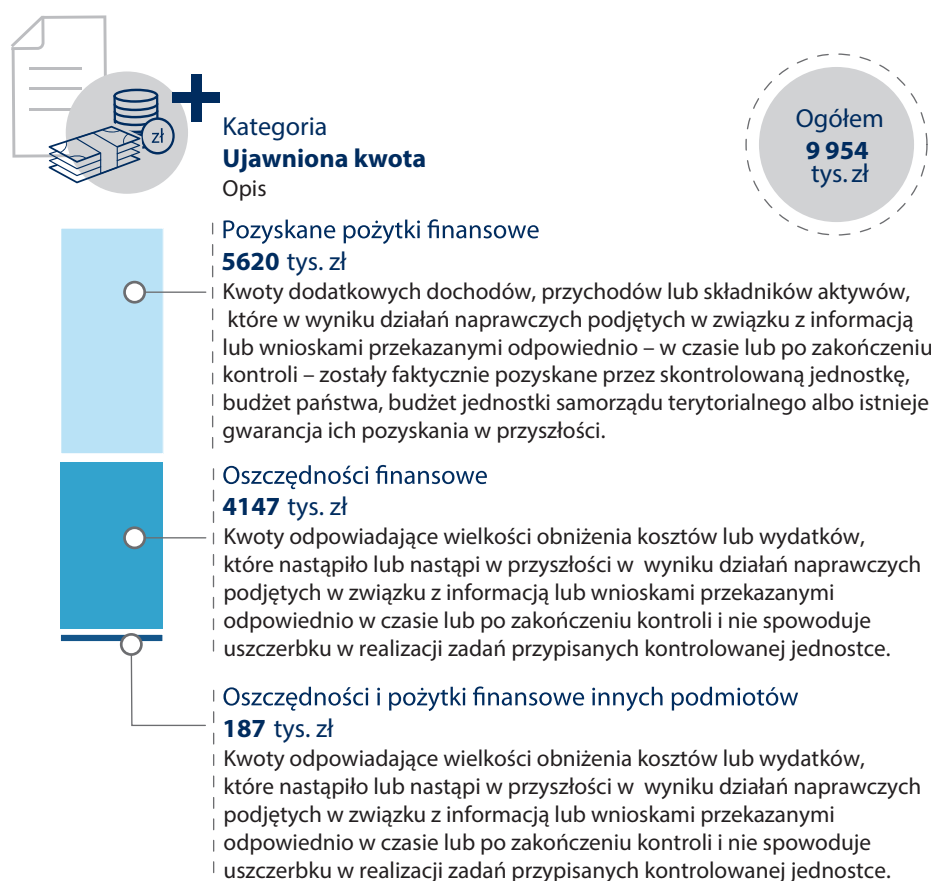 zł
Kategoria
Ujawniona kwota
Opis
Ogółem
9 954
tys. zł
Pozyskane pożytki finansowe
5620 tys. zł
Kwoty dodatkowych dochodów, przychodów lub składników aktywów,
które w wyniku działań naprawczych podjętych w związku z informacją
lub wnioskami przekazanymi odpowiednio – w czasie lub po zakończeniu
kontroli – zostały faktycznie pozyskane przez skontrolowaną jednostkę,
budżet państwa, budżet jednostki samorządu terytorialnego albo istnieje
gwarancja ich pozyskania w przyszłości.
Oszczędności finansowe
4147 tys. zł
Kwoty odpowiadające wielkości obniżenia kosztów lub wydatków,
które nastąpiło lub nastąpi w przyszłości w wyniku działań naprawczych
podjętych w związku z informacją lub wnioskami przekazanymi
odpowiednio w czasie lub po zakończeniu kontroli i nie spowoduje
uszczerbku w realizacji zadań przypisanych kontrolowanej jednostce.
Oszczędności i pożytki finansowe innych podmiotów
187 tys. zł
Kwoty odpowiadające wielkości obniżenia kosztów lub wydatków,
które nastąpiło lub nastąpi w przyszłości w wyniku działań naprawczych
podjętych w związku z informacją lub wnioskami przekazanymi
odpowiednio w czasie lub po zakończeniu kontroli i nie spowoduje
uszczerbku w realizacji zadań przypisanych kontrolowanej jednostce.